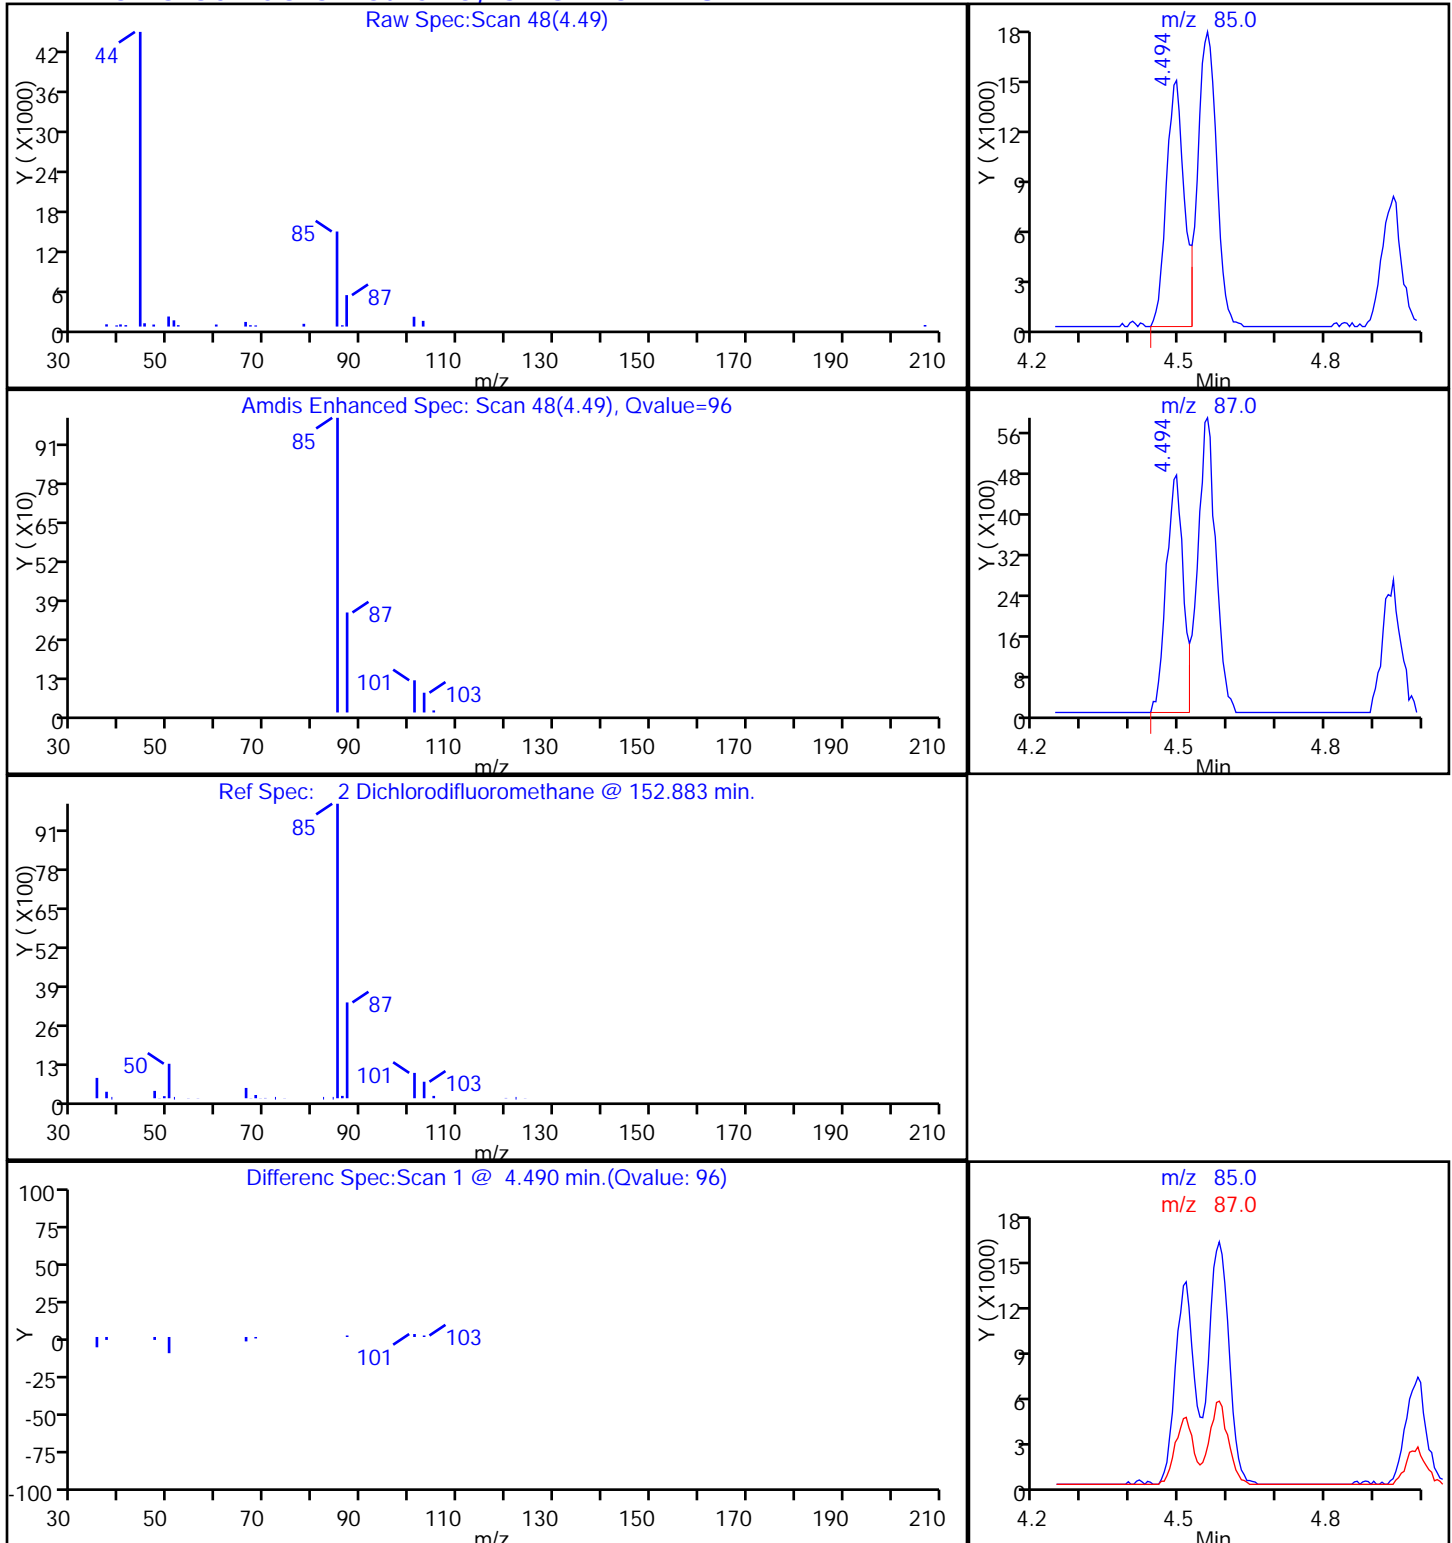 Raw Spec:Scan 48(4.49)
44
85
87
Y ( X1000)
42
36
30
24
18
12
6
0
30 50 70 90 110 130 150 170 190 210
m/z
m/z 85.0
4.494
Y ( X1000)
18
15
12
9
6
3
0
4.2 4.5 4.8
Min
Amdis Enhanced Spec: Scan 48(4.49), Qvalue=96
85
87
101
103
Y ( X10)
91
78
65
52
39
26
13
0
30 50 70 90 110 130 150 170 190 210
m/z
m/z 87.0
4.494
Y ( X100)
56
48
40
32
24
16
8
0
4.2 4.5 4.8
Min
Ref Spec: 2 Dichlorodifluoromethane @ 152.883 min.
85
87
50
101
103
Y ( X100)
91
78
65
52
39
26
13
0
30 50 70 90 110 130 150 170 190 210
m/z
Differenc Spec:Scan 1 @ 4.490 min.(Qvalue: 96)
101
103
Y
100
75
50
25
0
-25
-50
-75
-100
30 50 70 90 110 130 150 170 190 210
m/z
m/z 85.0
m/z 87.0
Y ( X1000)
18
15
12
9
6
3
0
4.2 4.5 4.8
Min